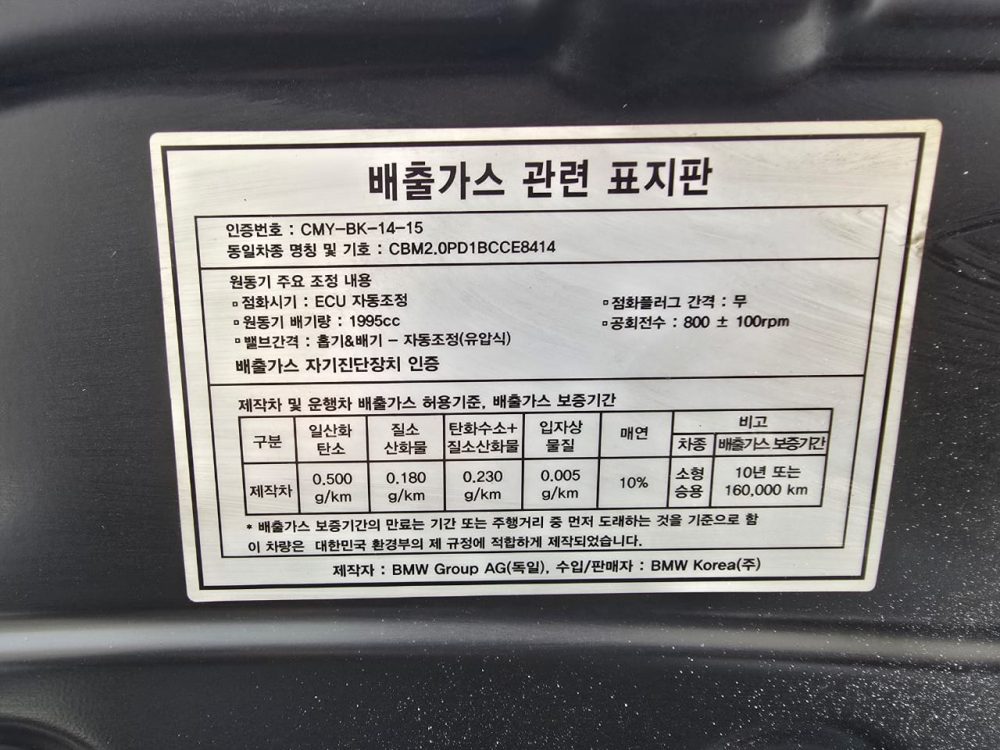 배출가스 관련 표지판
인증번호 : CMY-BK-14-15
동일차종 명칭 및 기호 : CBM2.0PD1BCCE8414
원동기 주요 조정 내용
▫점화시기 : ECU 자동조정 ▫점화플러그 간격 : 무
▫원동기 배기량 : 1995cc ▫공회전수 : 800 ± 100rpm
▫밸브간격 : 흡기&배기 - 자동조정(유압식)
배출가스 자기진단장치 인증
제작차 및 운행차 배출가스 허용기준, 배출가스 보증기간
구분 일산화 탄소 질소 산화물 탄화수소+ 질소산화물 입자상 물질 매연 비고
차종 배출가스 보증기간
제작차 0.500 g/km 0.180 g/km 0.230 g/km 0.005 g/km 10% 소형 승용 10년 또는 160,000 km
* 배출가스 보증기간의 만료는 기간 또는 주행거리 중 먼저 도래하는 것을 기준으로 함
이 차량은 대한민국 환경부의 제 규정에 적합하게 제작되었습니다.
제작자 : BMW Group AG(독일), 수입/판매자 : BMW Korea(주)